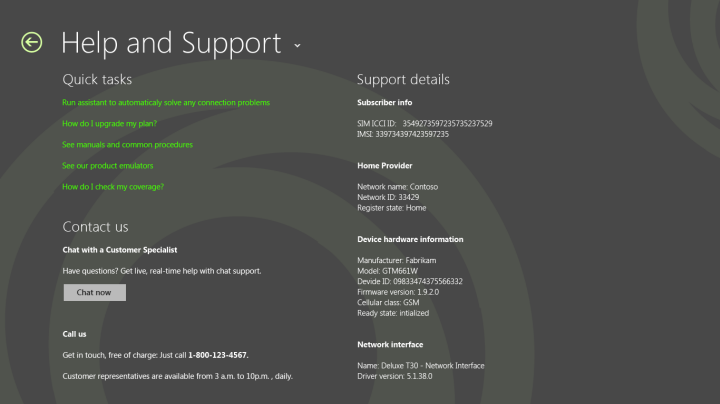 Help and Support
Quick tasks
Run assistant to automaticaly solve any connection problems
How do I upgrade my plan?
See manuals and common procedures
See our product emulators
How do I check my coverage?
Contact us
Chat with a Customer Specialist
Have questions? Get live, real-time help with chat support.
Chat now
Call us
Get in touch, free of charge: Just call 1-800-123-4567.
Customer representatives are available from 3 a.m. to 10p.m. , daily.
Support details
Subscriber info
SIM ICCI ID: 3549273597235735237529
IMSI: 339734397423597235
Home Provider
Network name: Contoso
Network ID: 33429
Register state: Home
Device hardware information
Manufacturer: Fabrikam
Model: GTM661W
Devide ID: 09833474375566332
Firmware version: 1.9.2.0
Cellular class: GSM
Ready state: intialized
Network interface
Name: Deluxe T30 - Network Interface
Driver version: 5.1.38.0